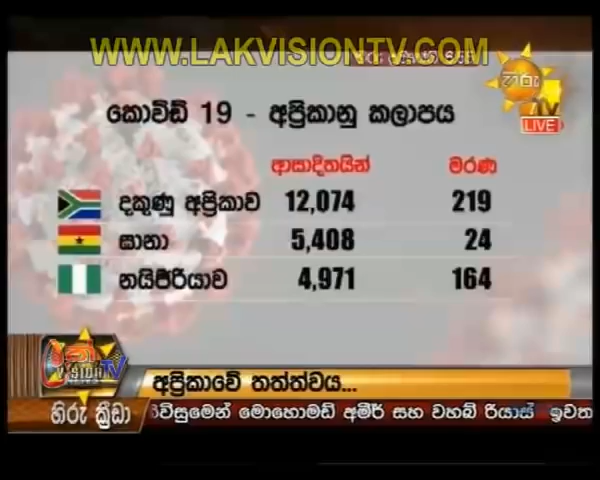 WWW.LAKVISIONTV.COM
හිරු
TV
LIVE
කොවිඩ් 19 - අප්‍රිකානු කලාපය
ආසාදිතයින් මරණ
දකුණු අප්‍රිකාව 12,074 219
ඝානා 5,408 24
නයිජීරියාව 4,971 164
අප්‍රිකාවේ තත්ත්වය...
හිරු ක්‍රීඩා
විසුමෙන් මොහොමඩ් අමීර් සහ වහබ් රියාස් ඉවත